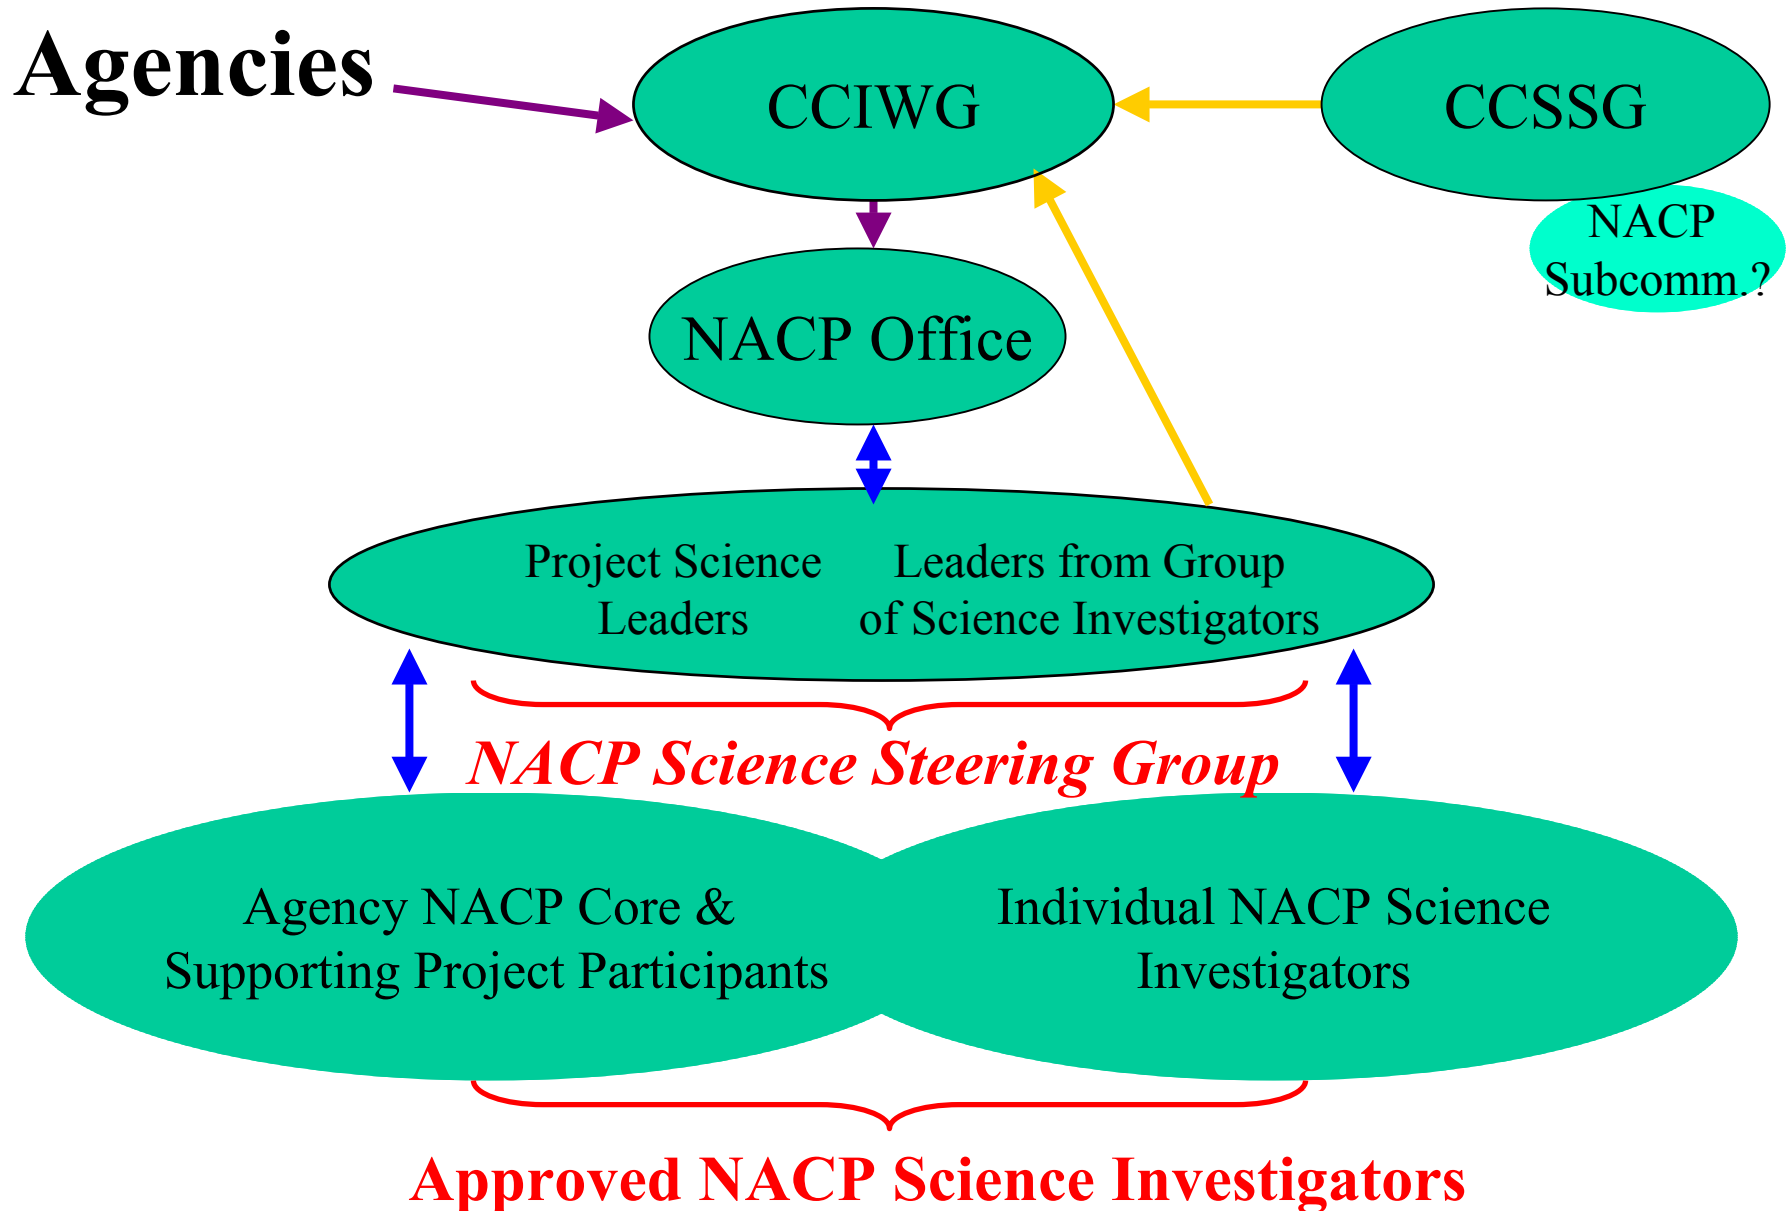 Agencies
CCIWG
CCSSG
NACP
Subcomm.?
NACP Office
Project Science
Leaders
Leaders from Group
of Science Investigators
NACP Science Steering Group
Agency NACP Core &
Supporting Project Participants
Individual NACP Science
Investigators
Approved NACP Science Investigators